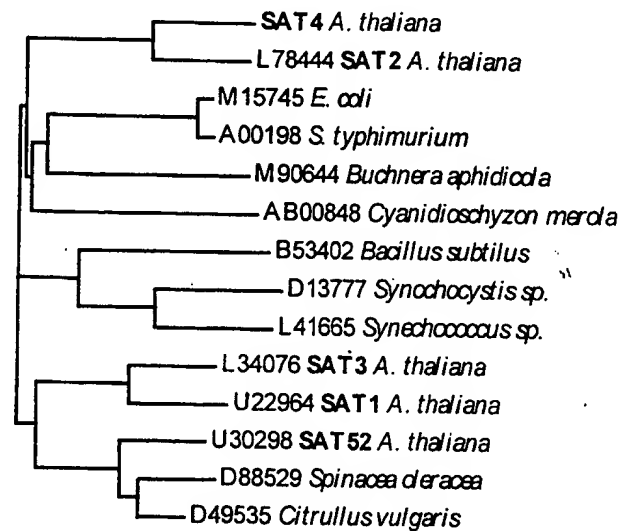 SAT4 A. thaliana
L78444 SAT2 A. thaliana
M15745 E. coli
A00198 S. typhimurium
M90644 Buchnera aphidicola
AB00848 Cyanidioschyzon merola
B53402 Bacillus subtilus
D13777 Synochocystis sp.
L41665 Synechococcus sp.
L34076 SAT3 A. thaliana
U22964 SAT1 A. thaliana
U30298 SAT52 A. thaliana
D88529 Spinacea oleracea
D49535 Citrullus vulgaris